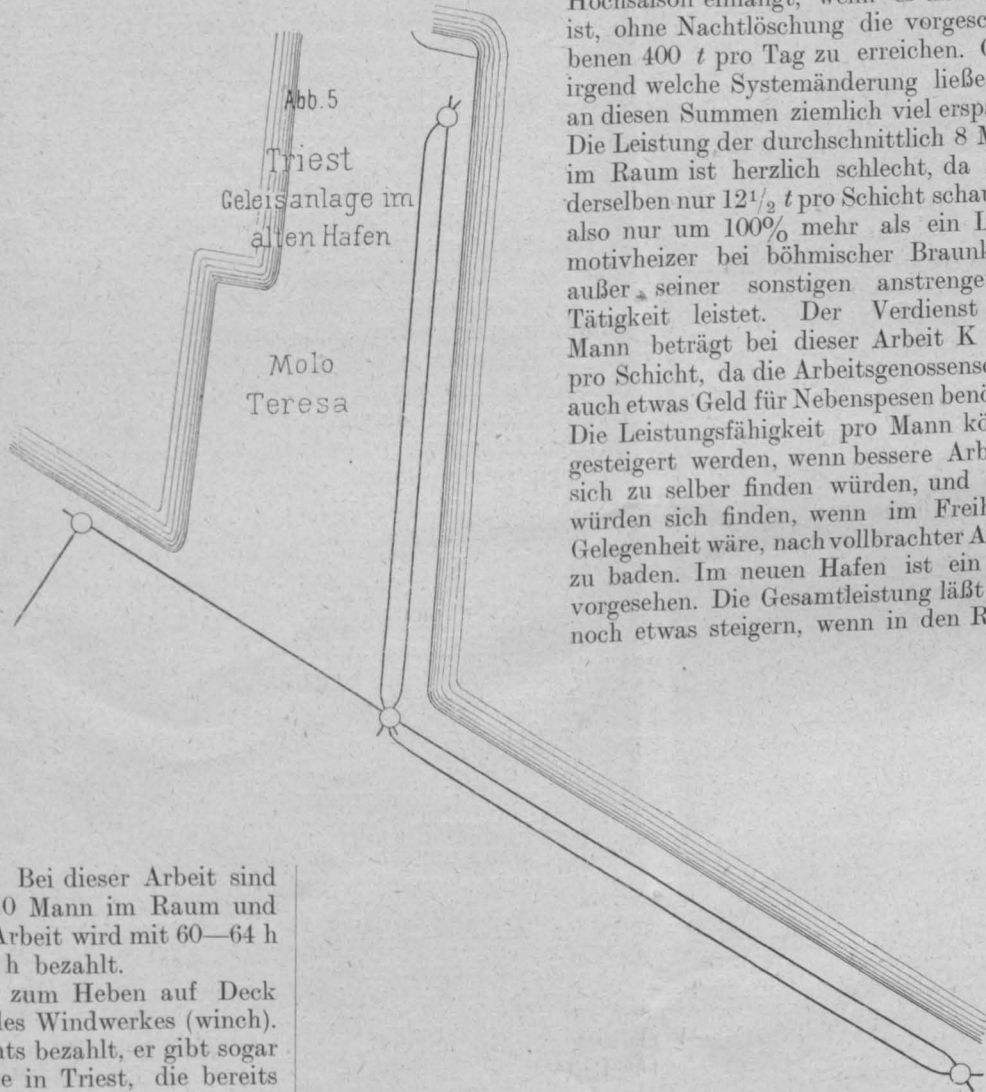 Abb.5
Triest
Geleisanlage im
alten Hafen
Molo
Teresa
Hochsaison einlangt,
ist, ohne Nachtlöschung die vorgesc
benen 400 t pro Tag zu erreichen.
irgend welche Systemänderung ließe
an diesen Summen ziemlich viel ersp
Die Leistung der durchschnittlich 8 M
im Raum ist herzlich schlecht, da
derselben nur 12 1/2 t pro Schicht schau
also nur um 100% mehr als ein L
motivheizer bei böhmischer Braunk
außer seiner sonstigen anstrenge
Tätigkeit leistet. Der Verdienst
Mann beträgt bei dieser Arbeit K
pro Schicht, da die Arbeitsgenossens
auch etwas Geld für Nebenspesen benö
Die Leistungsfähigkeit pro Mann kö
gesteigert werden, wenn bessere Arb
sich zu selber finden würden, und
würden sich finden, wenn im Freih
Gelegenheit wäre, nach vollbrachter A
zu baden. Im neuen Hafen ist ein
vorgesehen. Die Gesamtleistung läßt
noch etwas steigern, wenn in den R
Bei dieser Arbeit sind
0 Mann im Raum und
Arbeit wird mit 60—64 h
h bezahlt.
zum Heben auf Deck
des Windwerkes (winch).
hts bezahlt, er gibt sogar
e in Triest, die bereits